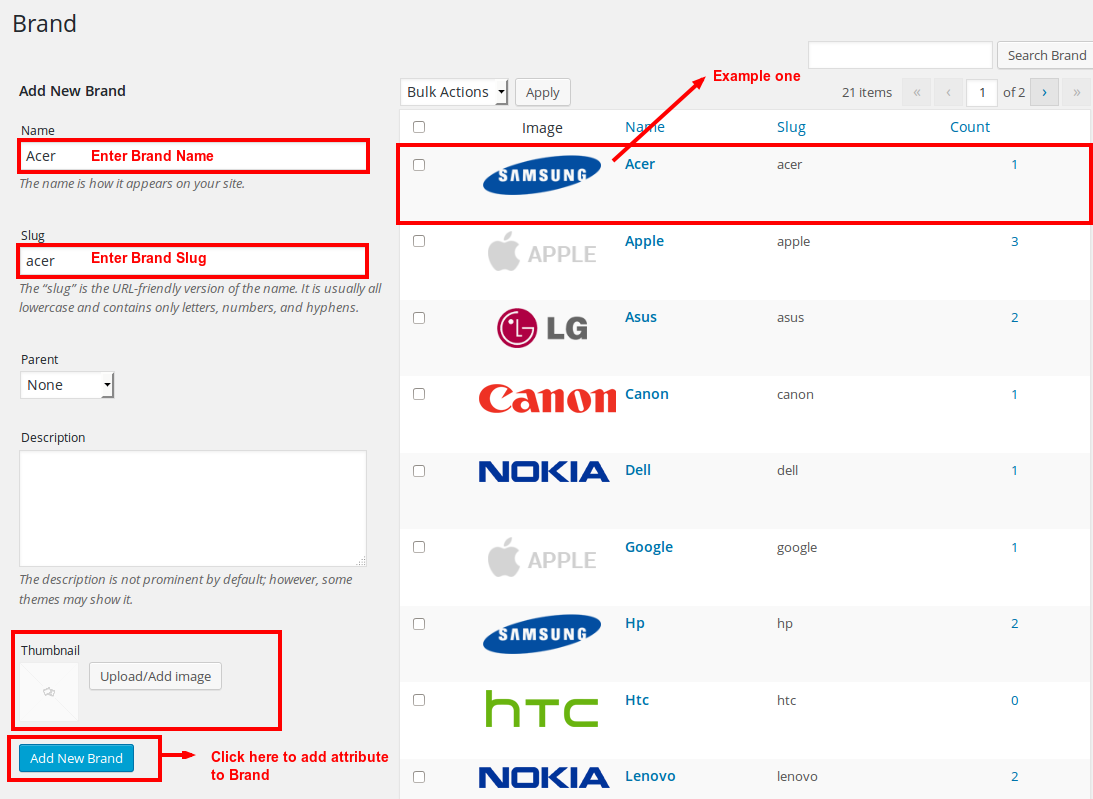 Brand
Search Brand
Example one
Add New Brand
Bulk Actions Apply 21 items « ‹ 1 of 2 › »
Name
Acer Enter Brand Name
The name is how it appears on your site.
Slug
acer Enter Brand Slug
The “slug” is the URL-friendly version of the name. It is usually all
lowercase and contains only letters, numbers, and hyphens.
Parent
None
Description
The description is not prominent by default; however, some
themes may show it.
Thumbnail
Upload/Add image
Add New Brand
Click here to add attribute
to Brand
Image Name Slug Count
SAMSUNG Acer acer 1
APPLE Apple apple 3
LG Asus asus 2
Canon Canon canon 1
NOKIA Dell dell 1
APPLE Google google 1
SAMSUNG Hp hp 2
hTC Htc htc 0
NOKIA Lenovo lenovo 2